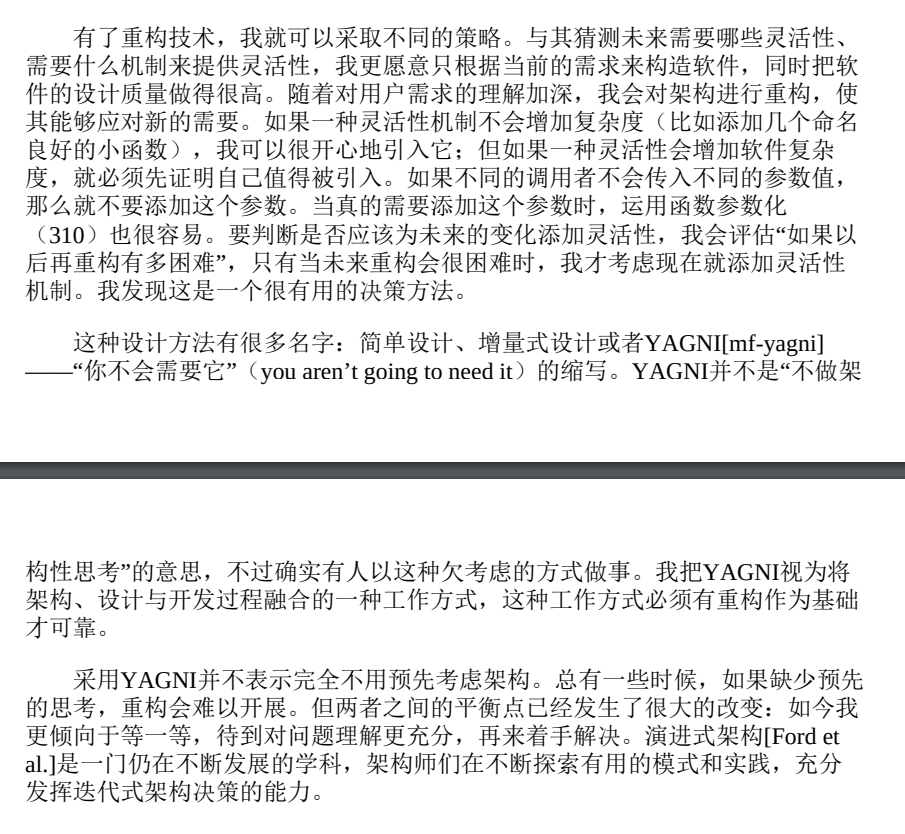 有了重构技术，我就可以采取不同的策略。与其猜测未来需要哪些灵活性、
需要什么机制来提供灵活性，我更愿意只根据当前的需求来构造软件，同时把软
件的设计质量做得很高。随着对用户需求的理解加深，我会对架构进行重构，使
其能够应对新的需要。如果一种灵活性机制不会增加复杂度（比如添加几个命名
良好的小函数），我可以很开心地引入它；但如果一种灵活性会增加软件复杂
度，就必须先证明自己值得被引入。如果不同的调用者不会传入不同的参数值，
那么就不要添加这个参数。当真的需要添加这个参数时，运用函数参数化
（310）也很容易。要判断是否应该为未来的变化添加灵活性，我会评估“如果以
后再重构有多困难”，只有当未来重构会很困难时，我才考虑现在就添加灵活性
机制。我发现这是一个很有用的决策方法。
这种设计方法有很多名字：简单设计、增量式设计或者YAGNI[mf-yagni]
——“你不会需要它”（you aren’t going to need it）的缩写。YAGNI并不是“不做架
构性思考”的意思，不过确实有人以这种欠考虑的方式做事。我把YAGNI视为将
架构、设计与开发过程融合的一种工作方式，这种工作方式必须有重构作为基础
才可靠。
采用YAGNI并不表示完全不用预先考虑架构。总有一些时候，如果缺少预先
的思考，重构会难以开展。但两者之间的平衡点已经发生了很大的改变：如今我
更倾向于等一等，待到对问题理解更充分，再来着手解决。演进式架构[Ford et
al.]是一门仍在不断发展的学科，架构师们在不断探索有用的模式和实践，充分
发挥迭代式架构决策的能力。